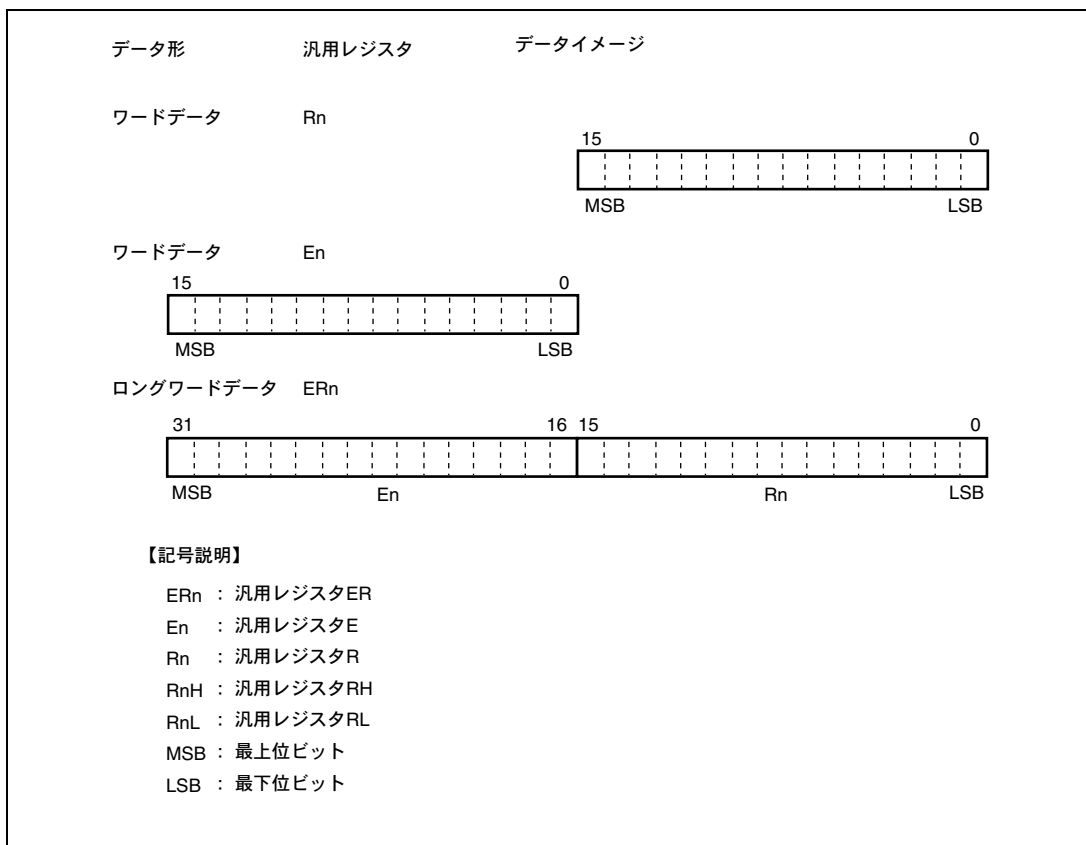 データ形 汎用レジスタ データイメージ
ワードデータ Rn
15 0
MSB LSB
ワードデータ En
15 0
MSB LSB
ロングワードデータ ERn
31 16 15 0
MSB En Rn LSB
【記号説明】
ERn : 汎用レジスタER
En : 汎用レジスタE
Rn : 汎用レジスタR
RnH : 汎用レジスタRH
RnL : 汎用レジスタRL
MSB : 最上位ビット
LSB : 最下位ビット